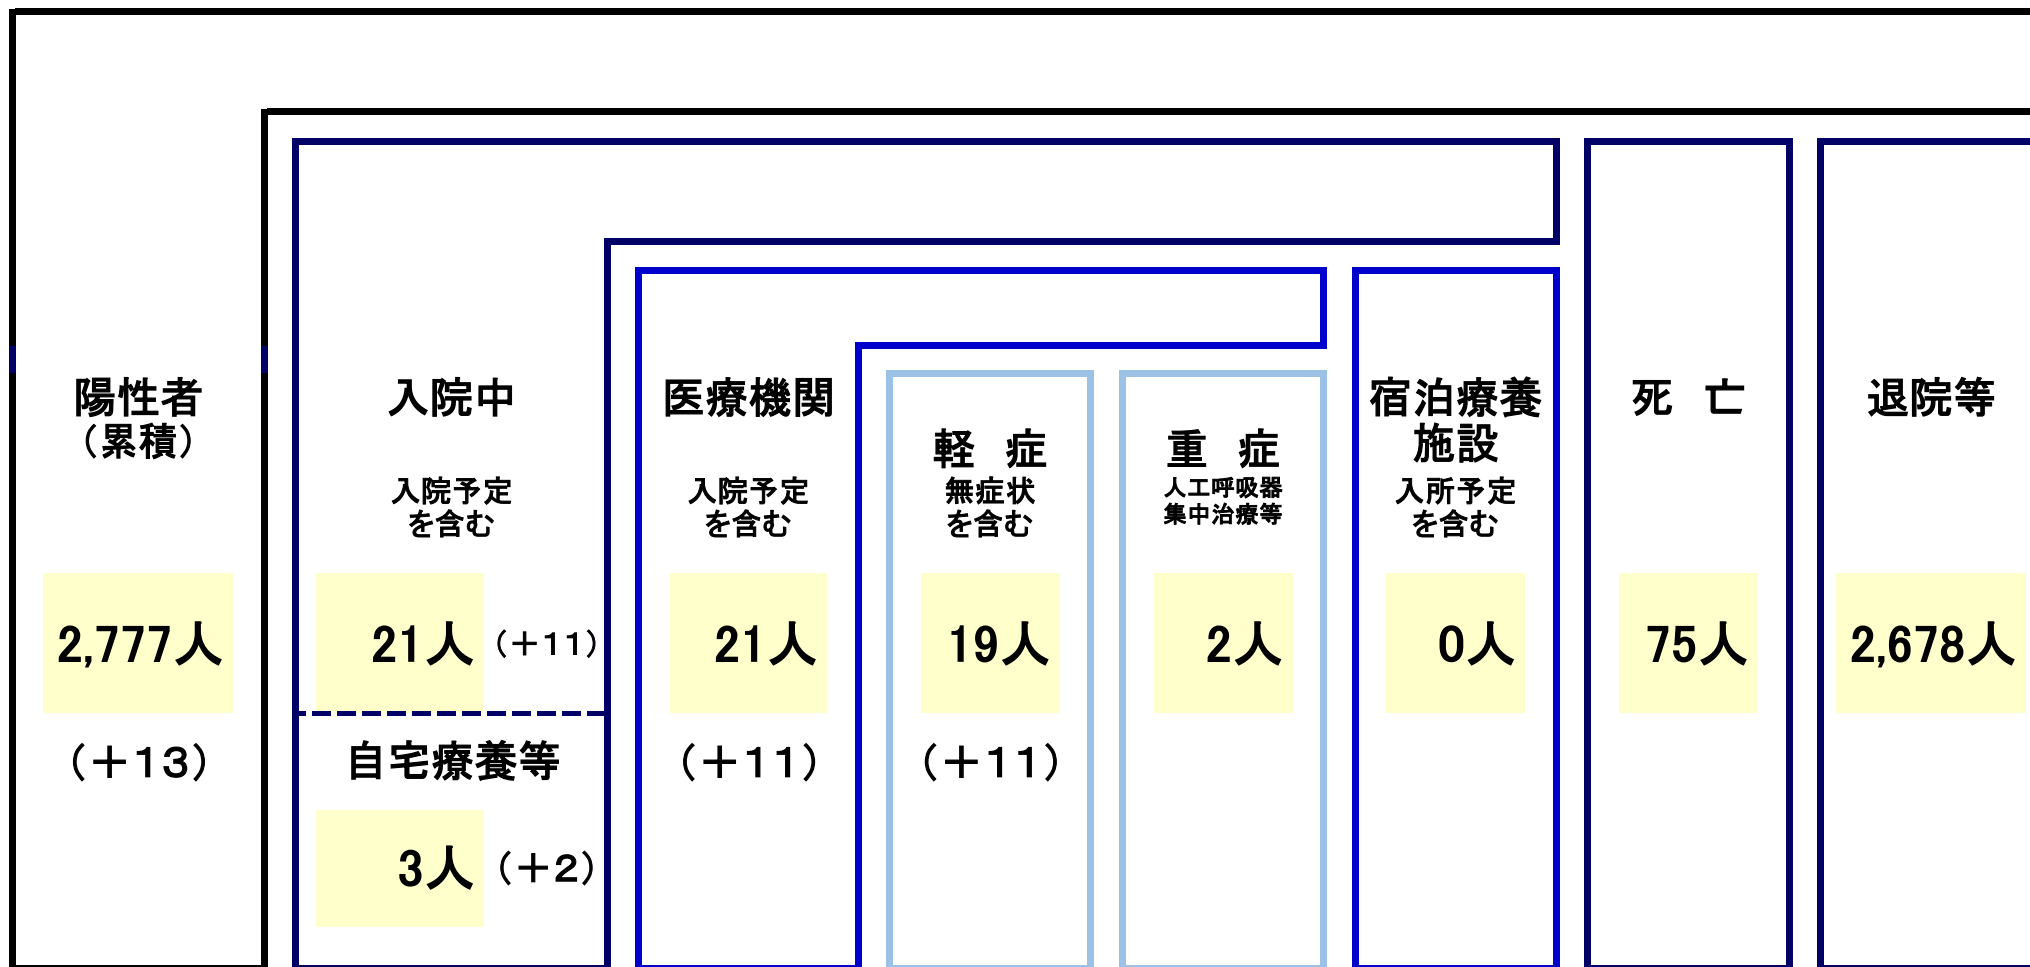 陽性者
（累積）
2,777人
（＋13）
入院中
入院予定
を含む
21人（＋11）
自宅療養等
3人（＋2）
医療機関
入院予定
を含む
21人
（＋11）
軽　症
無症状
を含む
19人
（＋11）
重　症
人工呼吸器
集中治療等
2人
宿泊療養
施設
入所予定
を含む
0人
死　亡
75人
退院等
2,678人